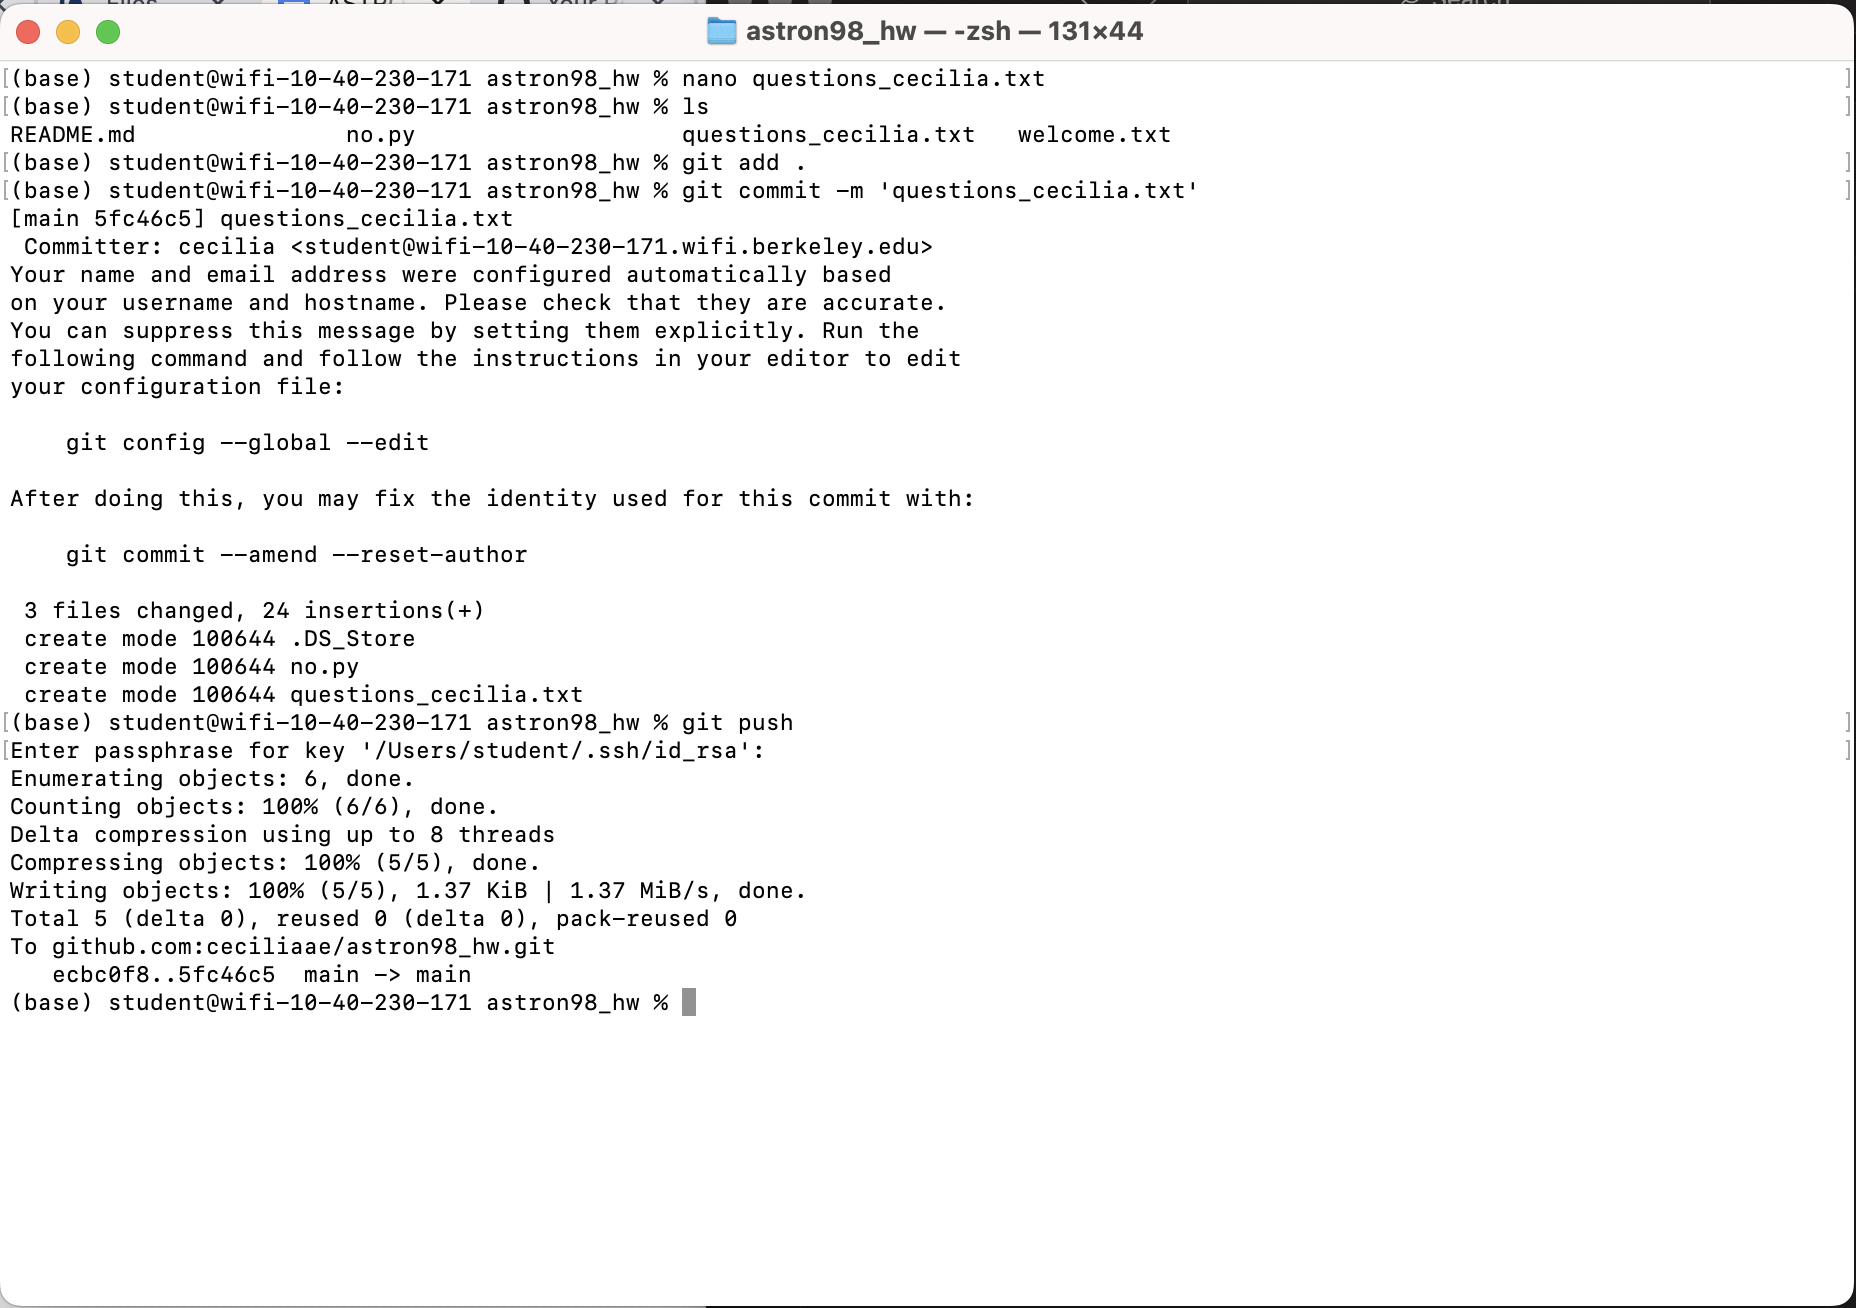 astron98_hw — -zsh — 131×44
(base) student@wifi-10-40-230-171 astron98_hw % nano questions_cecilia.txt
(base) student@wifi-10-40-230-171 astron98_hw % ls
README.md               no.py                   questions_cecilia.txt   welcome.txt
(base) student@wifi-10-40-230-171 astron98_hw % git add .
(base) student@wifi-10-40-230-171 astron98_hw % git commit -m 'questions_cecilia.txt'
[main 5fc46c5] questions_cecilia.txt
 Committer: cecilia <student@wifi-10-40-230-171.wifi.berkeley.edu>
Your name and email address were configured automatically based
on your username and hostname. Please check that they are accurate.
You can suppress this message by setting them explicitly. Run the
following command and follow the instructions in your editor to edit
your configuration file:

    git config --global --edit

After doing this, you may fix the identity used for this commit with:

    git commit --amend --reset-author

 3 files changed, 24 insertions(+)
 create mode 100644 .DS_Store
 create mode 100644 no.py
 create mode 100644 questions_cecilia.txt
(base) student@wifi-10-40-230-171 astron98_hw % git push
Enter passphrase for key '/Users/student/.ssh/id_rsa':
Enumerating objects: 6, done.
Counting objects: 100% (6/6), done.
Delta compression using up to 8 threads
Compressing objects: 100% (5/5), done.
Writing objects: 100% (5/5), 1.37 KiB | 1.37 MiB/s, done.
Total 5 (delta 0), reused 0 (delta 0), pack-reused 0
To github.com:ceciliaae/astron98_hw.git
   ecbc0f8..5fc46c5  main -> main
(base) student@wifi-10-40-230-171 astron98_hw %